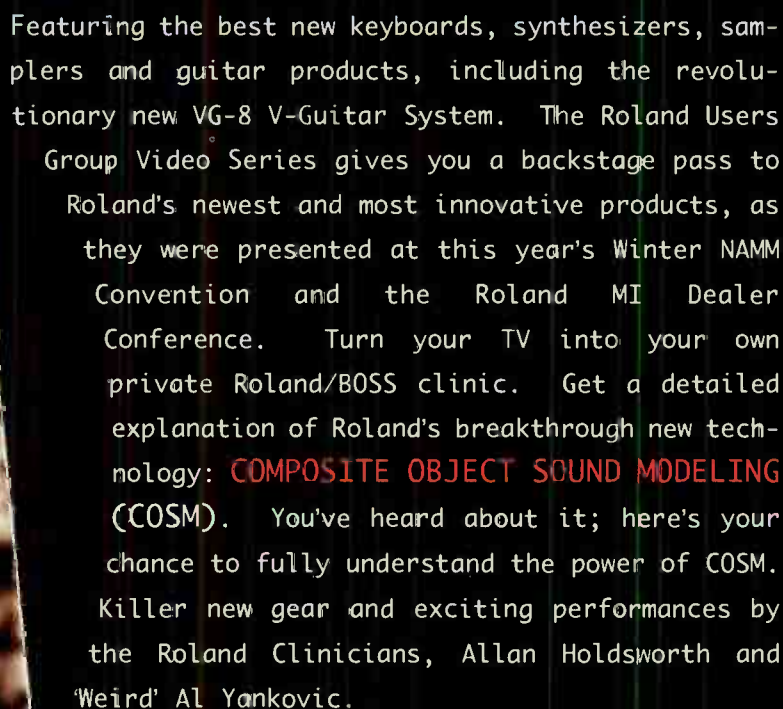 Featuring the best new keyboards, synthesizers, sam-
plers and guitar products, including the revolu-
tionary new VG-8 V-Guitar System. The Roland Users
Group Video Series gives you a backstage pass to
Roland's newest and most innovative products, as
they were presented at this year's Winter NAMM
Convention and the Roland MI Dealer
Conference. Turn your TV into your own
private Roland/BOSS clinic. Get a detailed
explanation of Roland's breakthrough new tech-
nology: COMPOSITE OBJECT SOUND MODELING
(COSM). You've heard about it; here's your
chance to fully understand the power of COSM.
Killer new gear and exciting performances by
the Roland Clinicians, Allan Holdsworth and
'Weird' Al Yankovic.